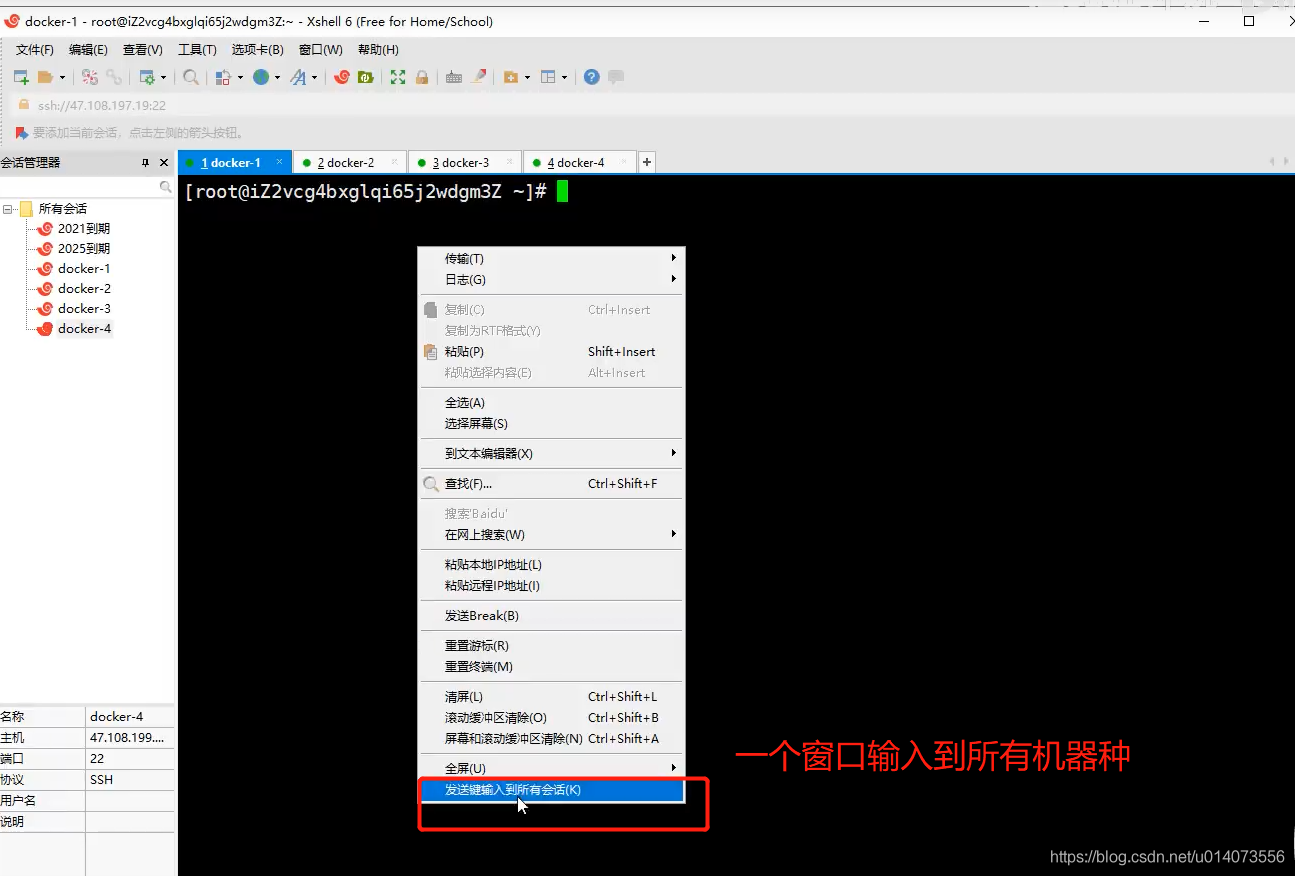 docker-1 - root@iZ2vcg4bxglqi65j2wdgm3Z:~ - Xshell 6 (Free for Home/School)
文件(F) 编辑(E) 查看(V) 工具(T) 选项卡(B) 窗口(W) 帮助(H)
ssh://47.108.197.19:22
要添加当前会话，点击左侧的箭头按钮。
会话管理器
1 docker-1 2 docker-2 3 docker-3 4 docker-4
[root@iZ2vcg4bxglqi65j2wdgm3Z ~]#
所有会话
2021到期
2025到期
docker-1
docker-2
docker-3
docker-4
传输(T)
日志(G)
复制(C) Ctrl+Insert
复制为RTF格式(Y)
粘贴(P) Shift+Insert
粘贴选择内容(E) Alt+Insert
全选(A)
选择屏幕(S)
到文本编辑器(X)
查找(F)... Ctrl+Shift+F
搜索'Baidu'
在网上搜索(W)
粘贴本地IP地址(L)
粘贴远程IP地址(I)
发送Break(B)
重置游标(R)
重置终端(M)
清屏(L) Ctrl+Shift+L
滚动缓冲区清除(O) Ctrl+Shift+B
屏幕和滚动缓冲区清除(N) Ctrl+Shift+A
全屏(U)
发送键输入到所有会话(K)
一个窗口输入到所有机器种
名称 docker-4
主机 47.108.199....
端口 22
协议 SSH
用户名
说明
https://blog.csdn.net/u014073556